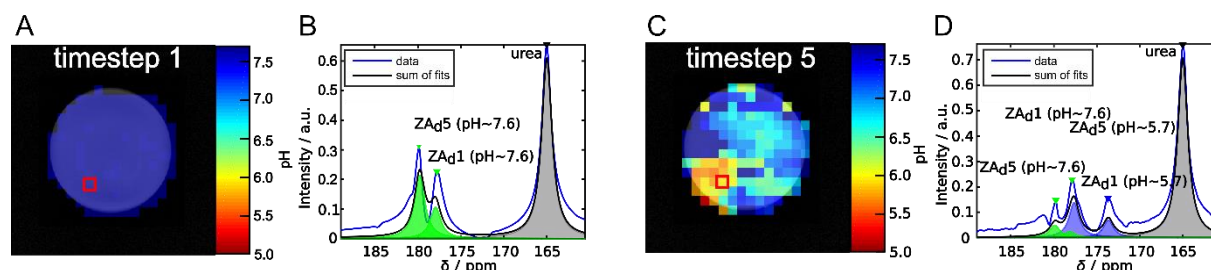 A
timestep 1
7.5
7.0
6.5
6.0
5.5
5.0
pH
B
data
sum of fits
urea
ZAd5 (pH~7.6)
ZAd1 (pH~7.6)
0.6
0.5
0.4
0.3
0.2
0.1
0
Intensity / a.u.
185 180 175 170 165
δ / ppm
C
timestep 5
7.5
7.0
6.5
6.0
5.5
5.0
pH
D
data
sum of fits
urea
ZAd1 (pH~7.6)
ZAd5 (pH~5.7)
ZAd5 (pH~7.6)
ZAd1 (pH~5.7)
0.7
0.6
0.5
0.4
0.3
0.2
0.1
0
Intensity / a.u.
185 180 175 170 165
δ / ppm